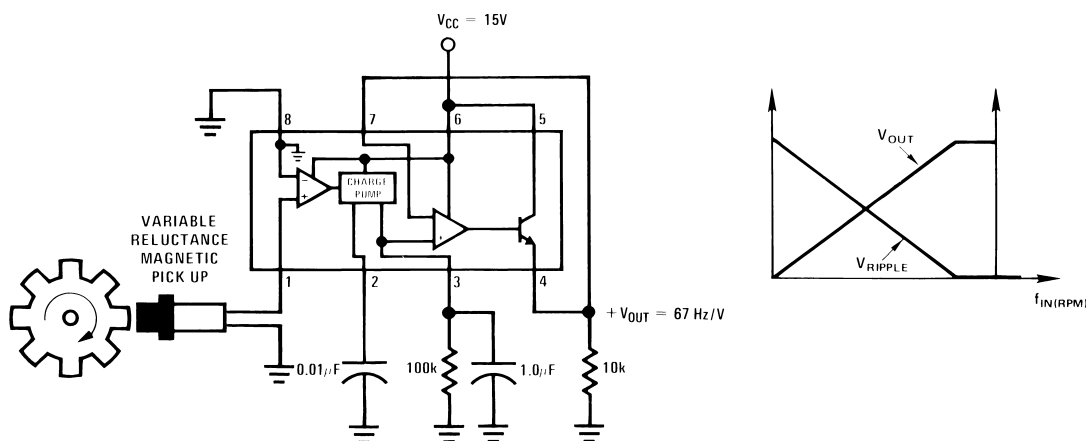 VCC = 15V
8
7
6
5
CHARGE
PUMP
−
+
+
VARIABLE
RELUCTANCE
MAGNETIC
PICK UP
1
2
3
4
+ VOUT = 67 Hz/V
0.01μF
100k
1.0μF
10k
VOUT
VRIPPLE
fIN(RPM)